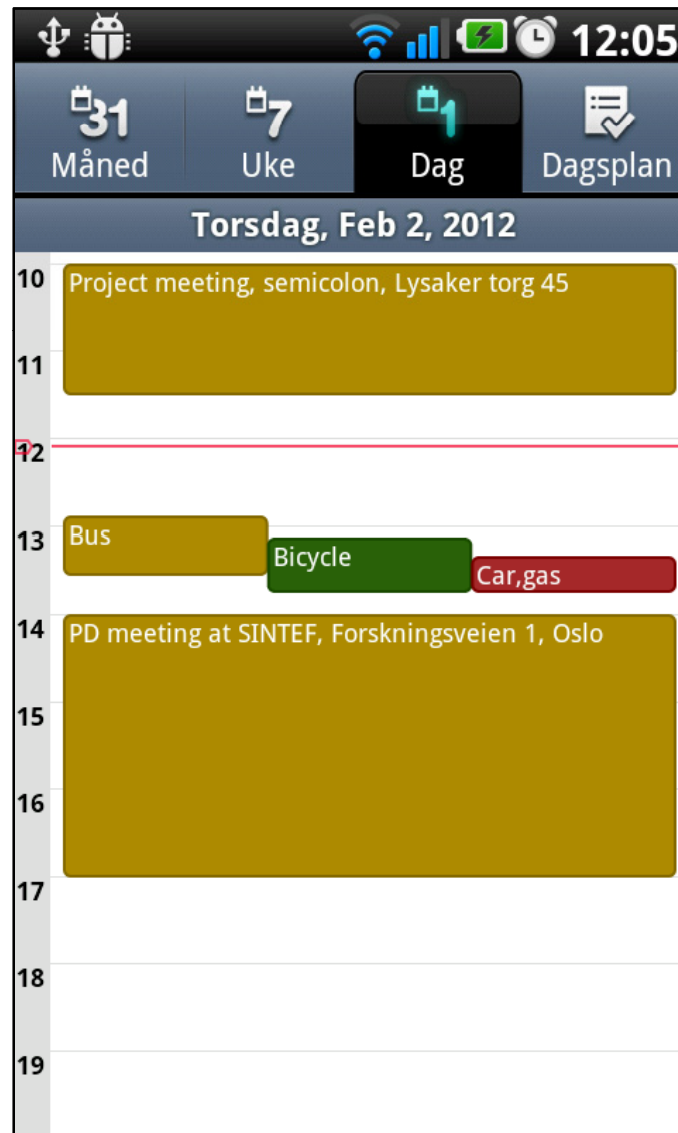 12:05
31 7 1
Måned Uke Dag Dagsplan
Torsdag, Feb 2, 2012
10 Project meeting, semicolon, Lysaker torg 45
11
12
13 Bus
Bicycle
Car,gas
14 PD meeting at SINTEF, Forskningsveien 1, Oslo
15
16
17
18
19